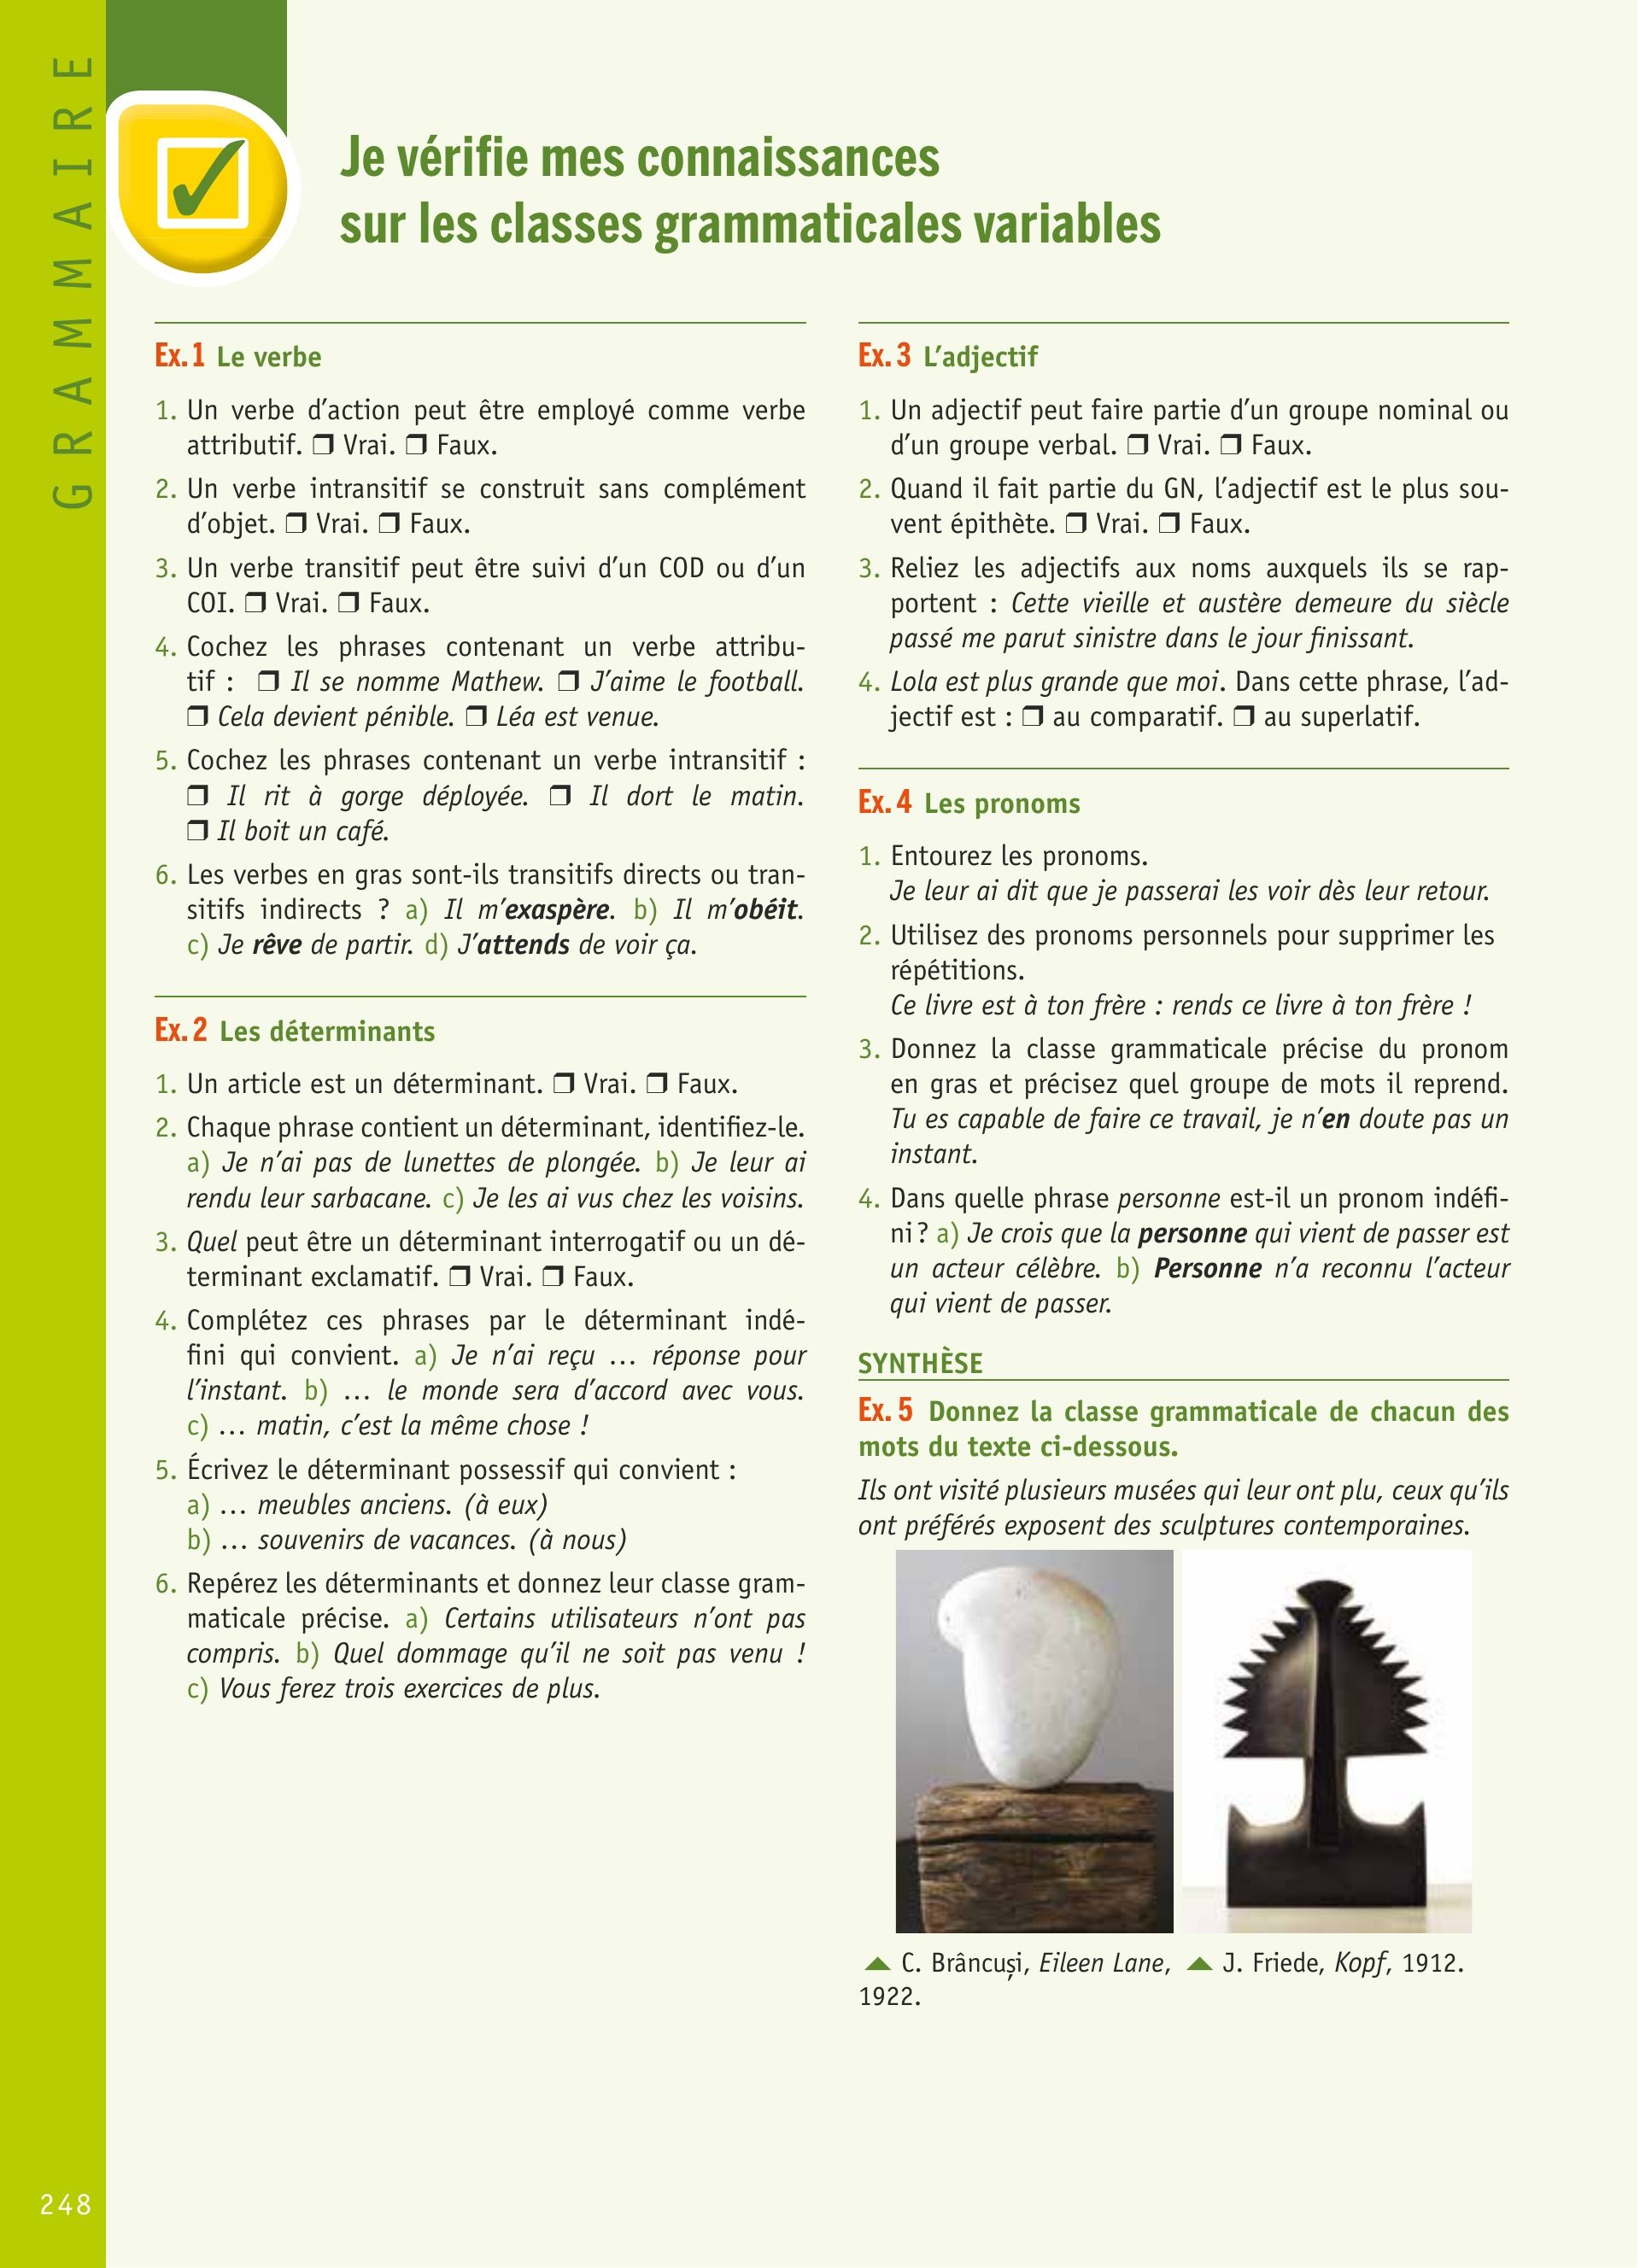 GRAMMAIRE
Je vérifie mes connaissances
sur les classes grammaticales variables
Ex. 1 Le verbe
1. Un verbe d’action peut être employé comme verbe
attributif. ❒ Vrai. ❒ Faux.
2. Un verbe intransitif se construit sans complément
d’objet. ❒ Vrai. ❒ Faux.
3. Un verbe transitif peut être suivi d’un COD ou d’un
COI. ❒ Vrai. ❒ Faux.
4. Cochez les phrases contenant un verbe attribu-
tif : ❒ Il se nomme Mathew. ❒ J’aime le football.
❒ Cela devient pénible. ❒ Léa est venue.
5. Cochez les phrases contenant un verbe intransitif :
❒ Il rit à gorge déployée. ❒ Il dort le matin.
❒ Il boit un café.
6. Les verbes en gras sont-ils transitifs directs ou tran-
sitifs indirects ? a) Il m’exaspère. b) Il m’obéit.
c) Je rêve de partir. d) J’attends de voir ça.
Ex. 2 Les déterminants
1. Un article est un déterminant. ❒ Vrai. ❒ Faux.
2. Chaque phrase contient un déterminant, identifiez-le.
a) Je n’ai pas de lunettes de plongée. b) Je leur ai
rendu leur sarbacane. c) Je les ai vus chez les voisins.
3. Quel peut être un déterminant interrogatif ou un dé-
terminant exclamatif. ❒ Vrai. ❒ Faux.
4. Complétez ces phrases par le déterminant indé-
fini qui convient. a) Je n’ai reçu … réponse pour
l’instant. b) … le monde sera d’accord avec vous.
c) … matin, c’est la même chose !
5. Écrivez le déterminant possessif qui convient :
a) … meubles anciens. (à eux)
b) … souvenirs de vacances. (à nous)
6. Repérez les déterminants et donnez leur classe gram-
maticale précise. a) Certains utilisateurs n’ont pas
compris. b) Quel dommage qu’il ne soit pas venu !
c) Vous ferez trois exercices de plus.
Ex. 3 L’adjectif
1. Un adjectif peut faire partie d’un groupe nominal ou
d’un groupe verbal. ❒ Vrai. ❒ Faux.
2. Quand il fait partie du GN, l’adjectif est le plus sou-
vent épithète. ❒ Vrai. ❒ Faux.
3. Reliez les adjectifs aux noms auxquels ils se rap-
portent : Cette vieille et austère demeure du siècle
passé me parut sinistre dans le jour finissant.
4. Lola est plus grande que moi. Dans cette phrase, l’ad-
jectif est : ❒ au comparatif. ❒ au superlatif.
Ex. 4 Les pronoms
1. Entourez les pronoms.
Je leur ai dit que je passerai les voir dès leur retour.
2. Utilisez des pronoms personnels pour supprimer les
répétitions.
Ce livre est à ton frère : rends ce livre à ton frère !
3. Donnez la classe grammaticale précise du pronom
en gras et précisez quel groupe de mots il reprend.
Tu es capable de faire ce travail, je n’en doute pas un
instant.
4. Dans quelle phrase personne est-il un pronom indéfi-
ni ? a) Je crois que la personne qui vient de passer est
un acteur célèbre. b) Personne n’a reconnu l’acteur
qui vient de passer.
SYNTHÈSE
Ex. 5 Donnez la classe grammaticale de chacun des
mots du texte ci-dessous.
Ils ont visité plusieurs musées qui leur ont plu, ceux qu’ils
ont préférés exposent des sculptures contemporaines.
C. Brâncuși, Eileen Lane,
1922.
J. Friede, Kopf, 1912.
248